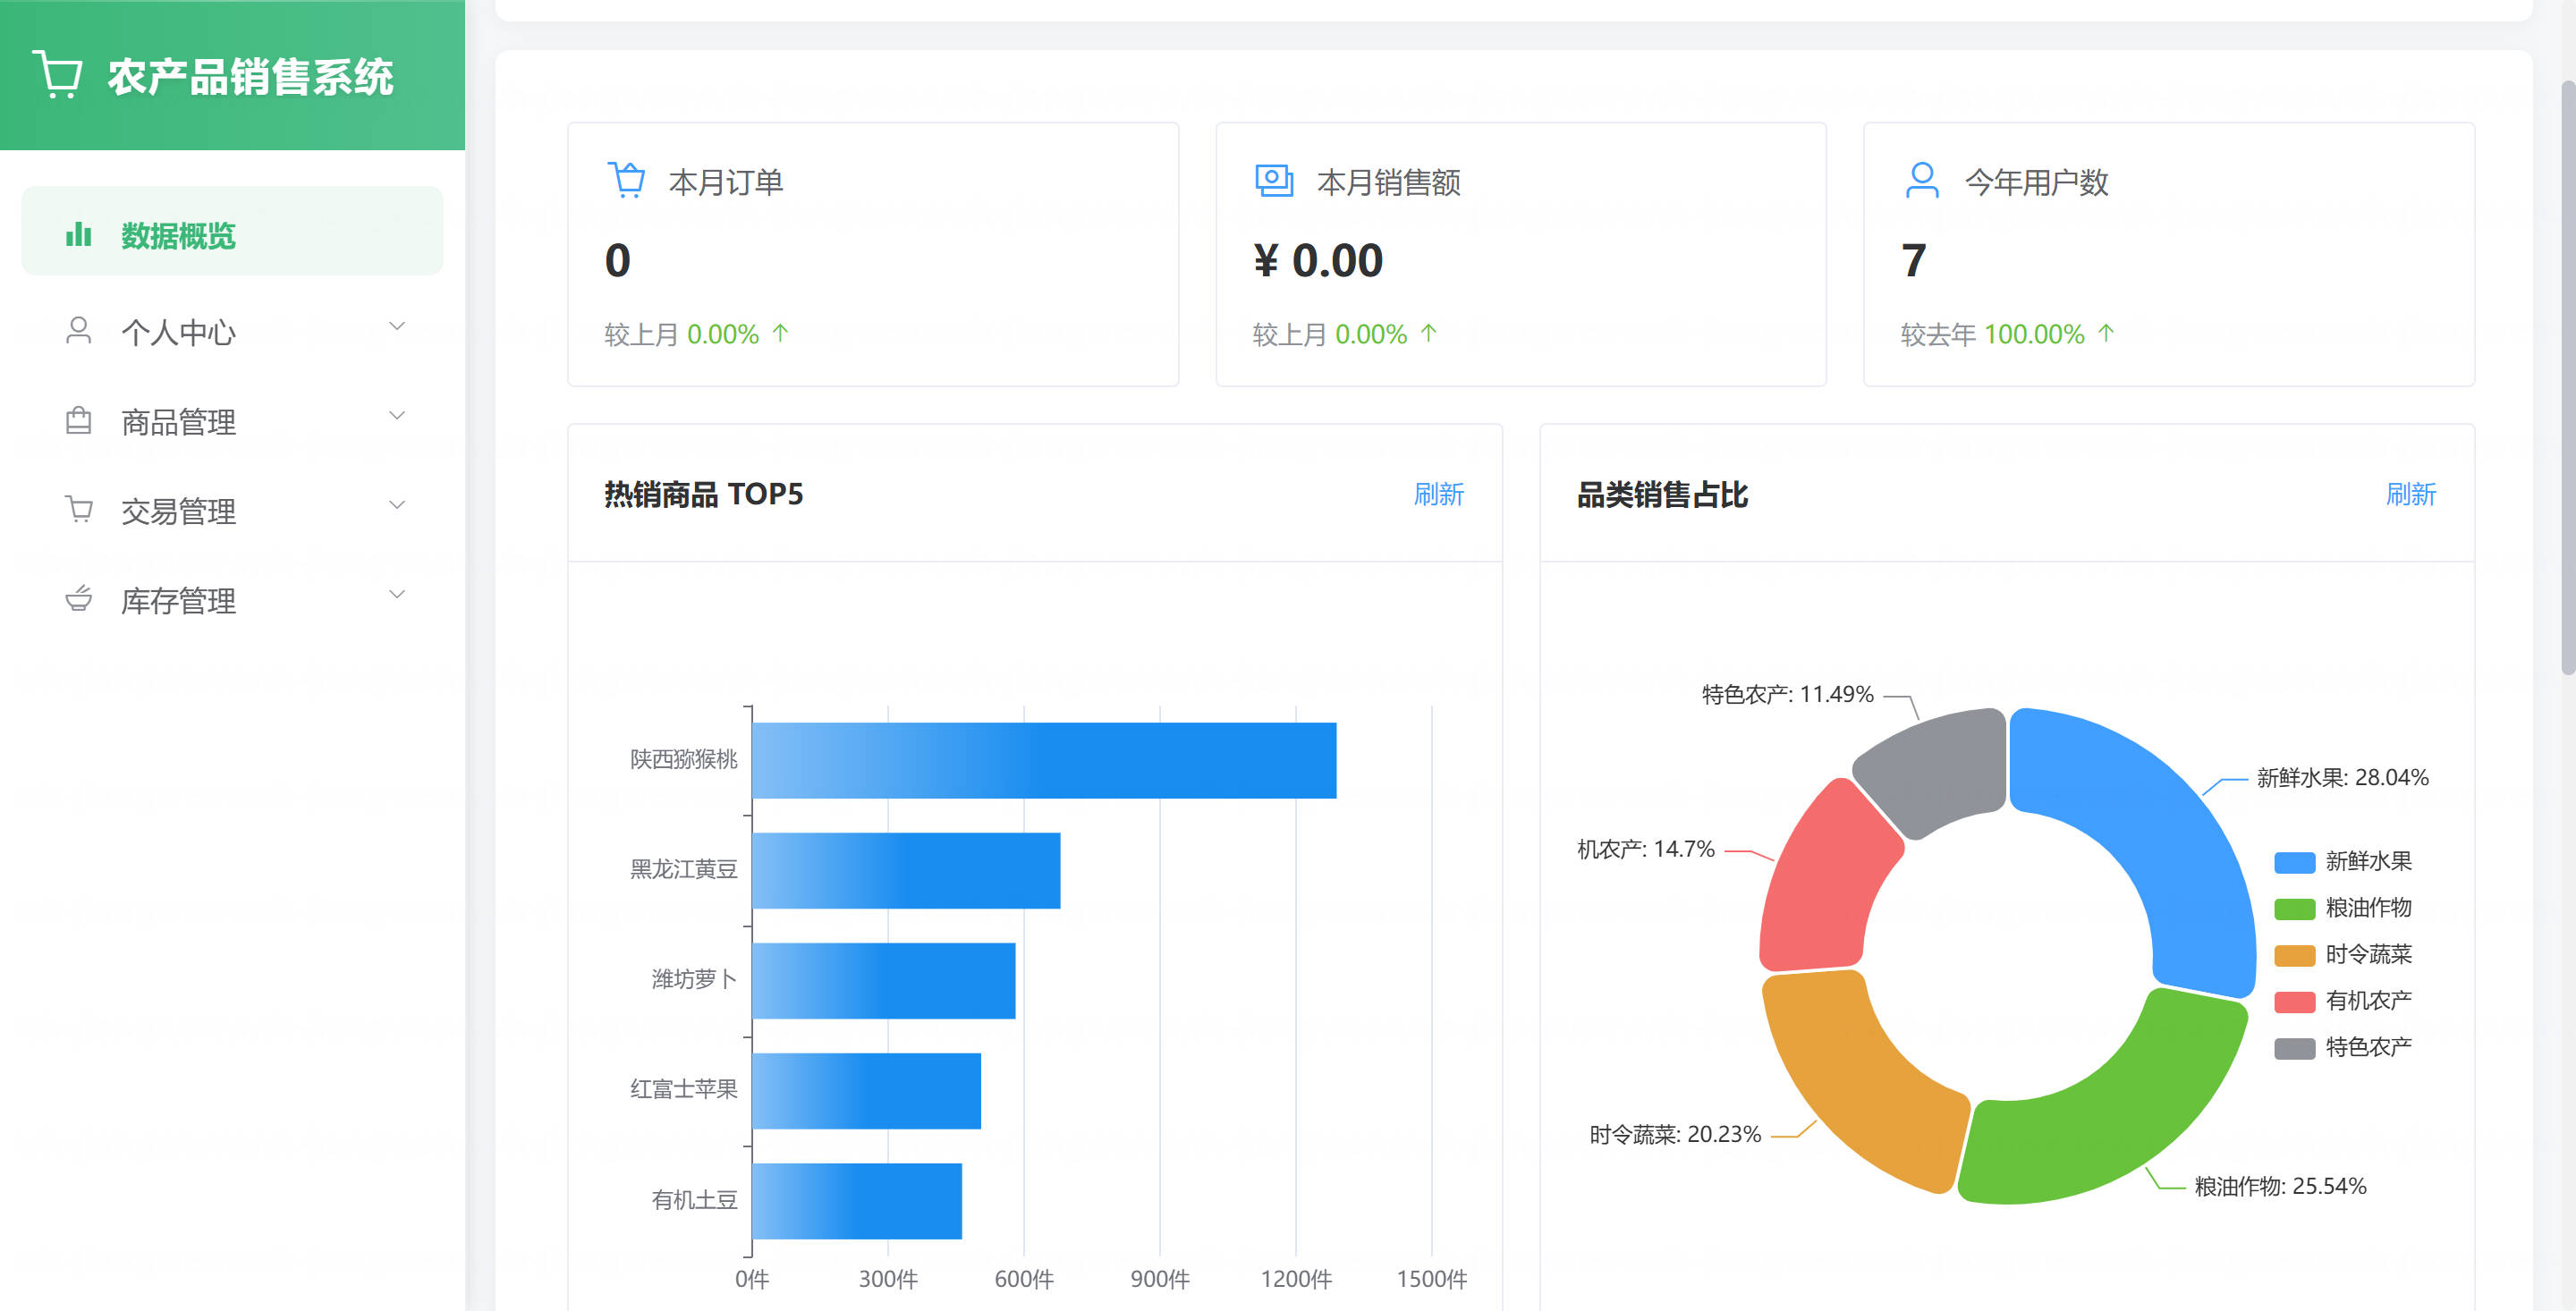 农产品销售系统
数据概览
个人中心
商品管理
交易管理
库存管理
本月订单
0
较上月 0.00% ↑
本月销售额
¥ 0.00
较上月 0.00% ↑
今年用户数
7
较去年 100.00% ↑
热销商品 TOP5
刷新
陕西猕猴桃
黑龙江黄豆
潍坊萝卜
红富士苹果
有机土豆
0件 300件 600件 900件 1200件 1500件
品类销售占比
刷新
特色农产: 11.49%
新鲜水果: 28.04%
机农产: 14.7%
时令蔬菜: 20.23%
粮油作物: 25.54%
新鲜水果
粮油作物
时令蔬菜
有机农产
特色农产